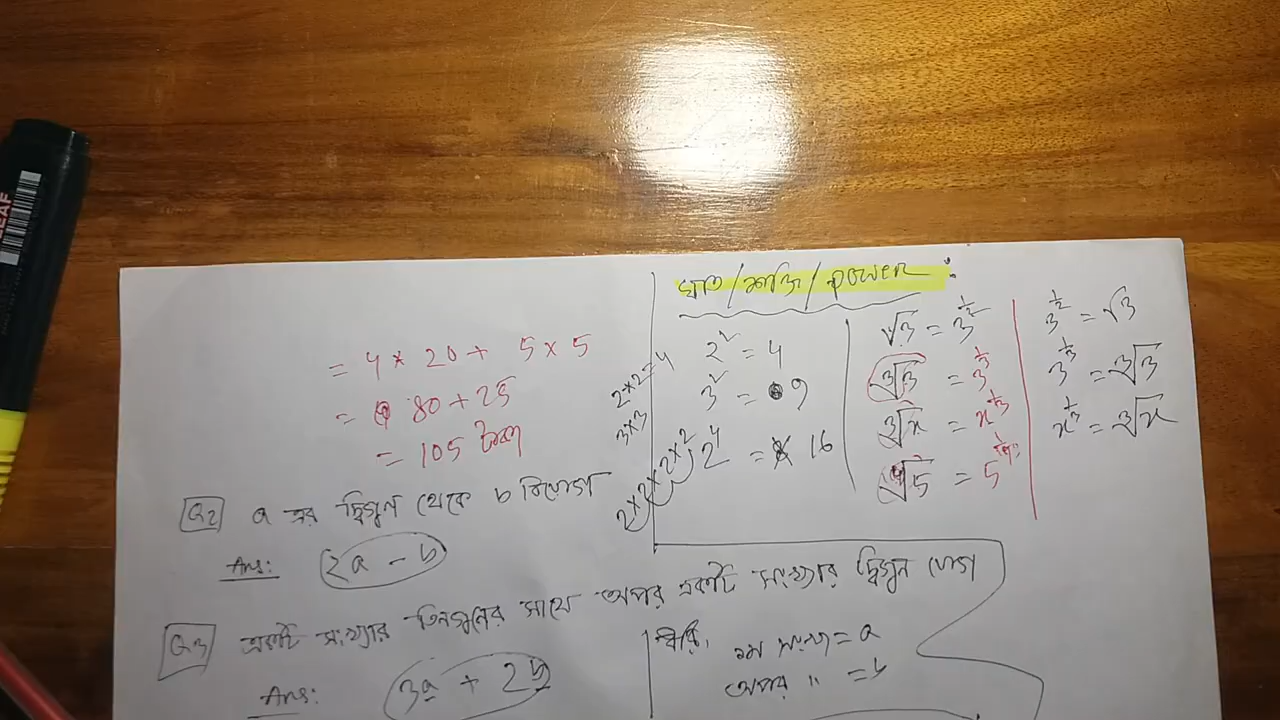 = 4 × 20 + 5 × 5
= 80 + 25
= 105 টাকা
Q2 a এর দ্বিগুন থেকে b বিয়োগ
Ans: 2a - b
Q3 একটি সংখ্যার তিনগুনের সাথে অপর একটি সংখ্যার দ্বিগুন যোগ
Ans: 3a + 2b
ঘাত / শক্তি / power :
2² = 4
2×2=4
3² = 9
3×3
2⁴ = 16
2×2×2×2
√3 = 3^½
∛3 = 3^⅓
∛x = x^⅓
∜5 = 5^¼
3^½ = √3
3^⅓ = ∛3
x^⅓ = ∛x
ধরি,
১ম সংখ্যা = a
অপর " = b
EAF